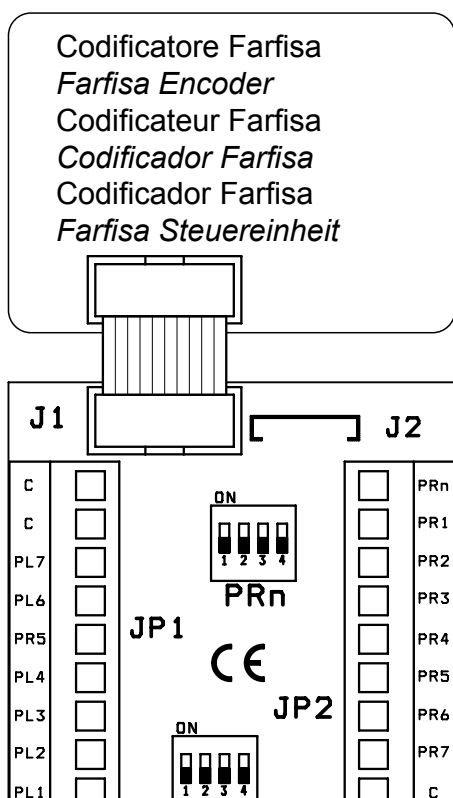 Codificatore Farfisa
Farfisa Encoder
Codificateur Farfisa
Codificador Farfisa
Codificador Farfisa
Farfisa Steuereinheit
J1
J2
C
C
PL7
PL6
PR5
PL4
PL3
PL2
PL1
ON
1 2 3 4
PRn
JP1
CE
JP2
ON
1 2 3 4
PRn
PR1
PR2
PR3
PR4
PR5
PR6
PR7
C